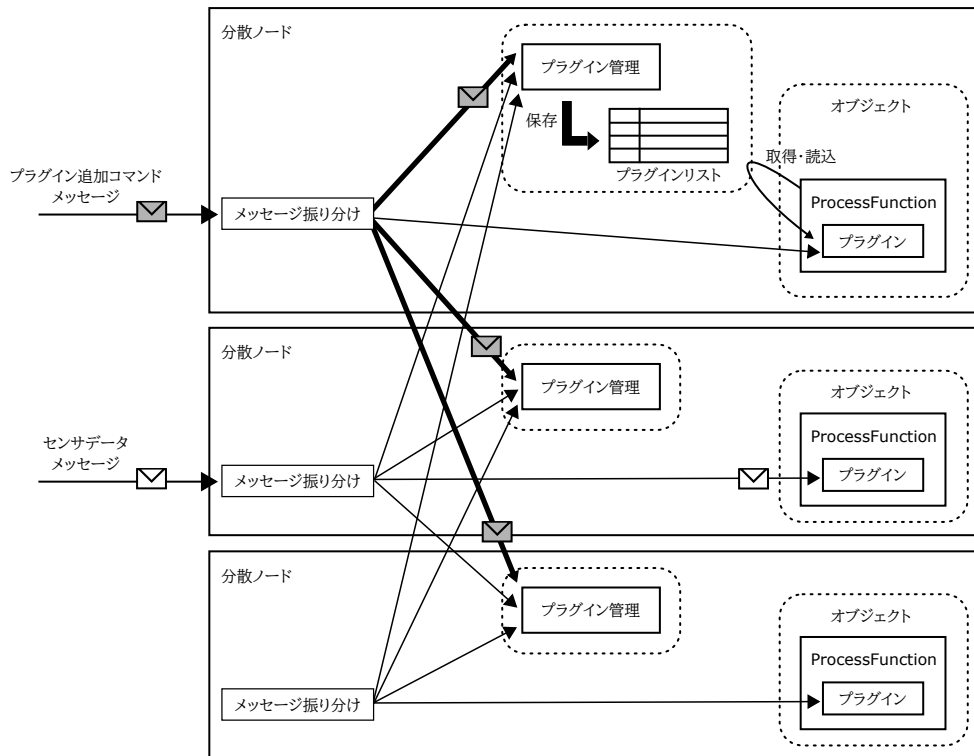 分散ノード
プラグイン管理
保存
プラグインリスト
オブジェクト
取得・読込
ProcessFunction
プラグイン
プラグイン追加コマンド
メッセージ
メッセージ振り分け
分散ノード
プラグイン管理
オブジェクト
ProcessFunction
プラグイン
センサデータ
メッセージ
メッセージ振り分け
分散ノード
プラグイン管理
オブジェクト
ProcessFunction
プラグイン
メッセージ振り分け